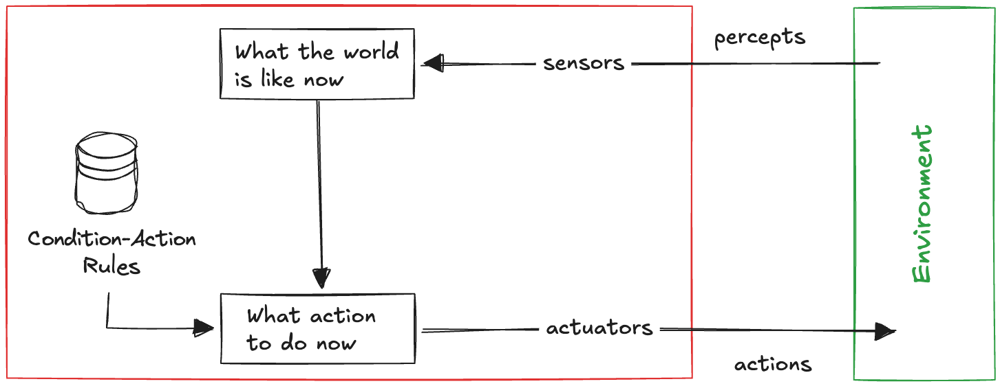 percepts
What the world
is like now
sensors
Environment
Condition-Action
Rules
What action
to do now
actuators
actions